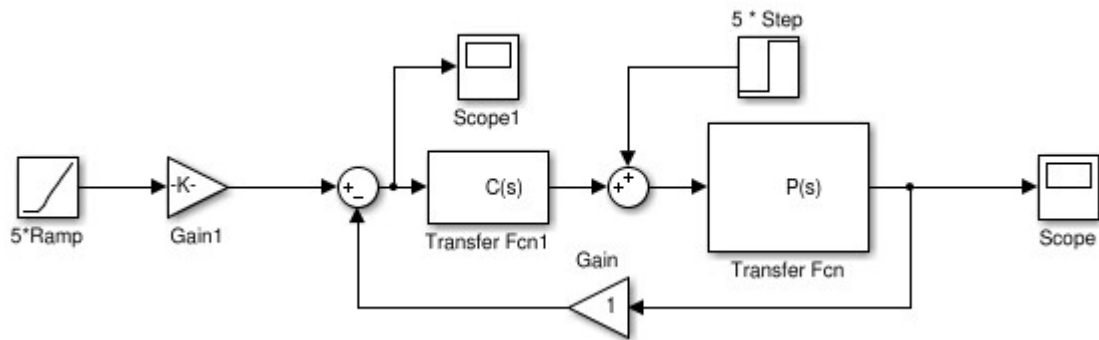 5 * Step
Scope1
-K-
+
−
C(s)
+
+
P(s)
5*Ramp
Gain1
Transfer Fcn1
Gain
Transfer Fcn
Scope
1